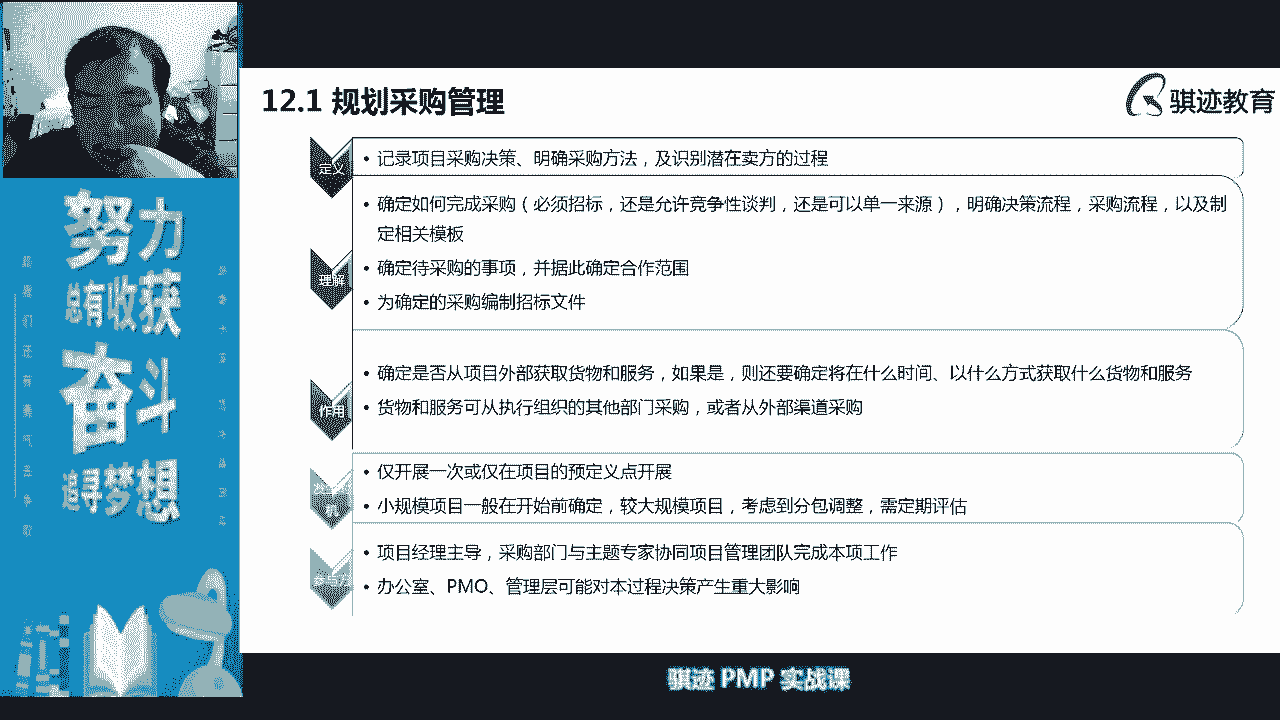 12.1 规划采购管理
骐迹教育
定义
• 记录项目采购决策、明确采购方法，及识别潜在卖方的过程
理解
• 确定如何完成采购（必须招标，还是允许竞争性谈判，还是可以单一来源），明确决策流程，采购流程，以及制
定相关模板
• 确定待采购的事项，并据此确定合作范围
• 为确定的采购编制招标文件
作用
• 确定是否从项目外部获取货物和服务，如果是，则还要确定将在什么时间、以什么方式获取什么货物和服务
• 货物和服务可从执行组织的其他部门采购，或者从外部渠道采购
• 仅开展一次或仅在项目的预定义点开展
• 小规模项目一般在开始前确定，较大规模项目，考虑到分包调整，需定期评估
• 项目经理主导，采购部门与主题专家协同项目管理团队完成本项工作
• 办公室、PMO、管理层可能对本过程决策产生重大影响
努力
总有收获
奋斗
追寻梦想
骐迹 PMP 实战课